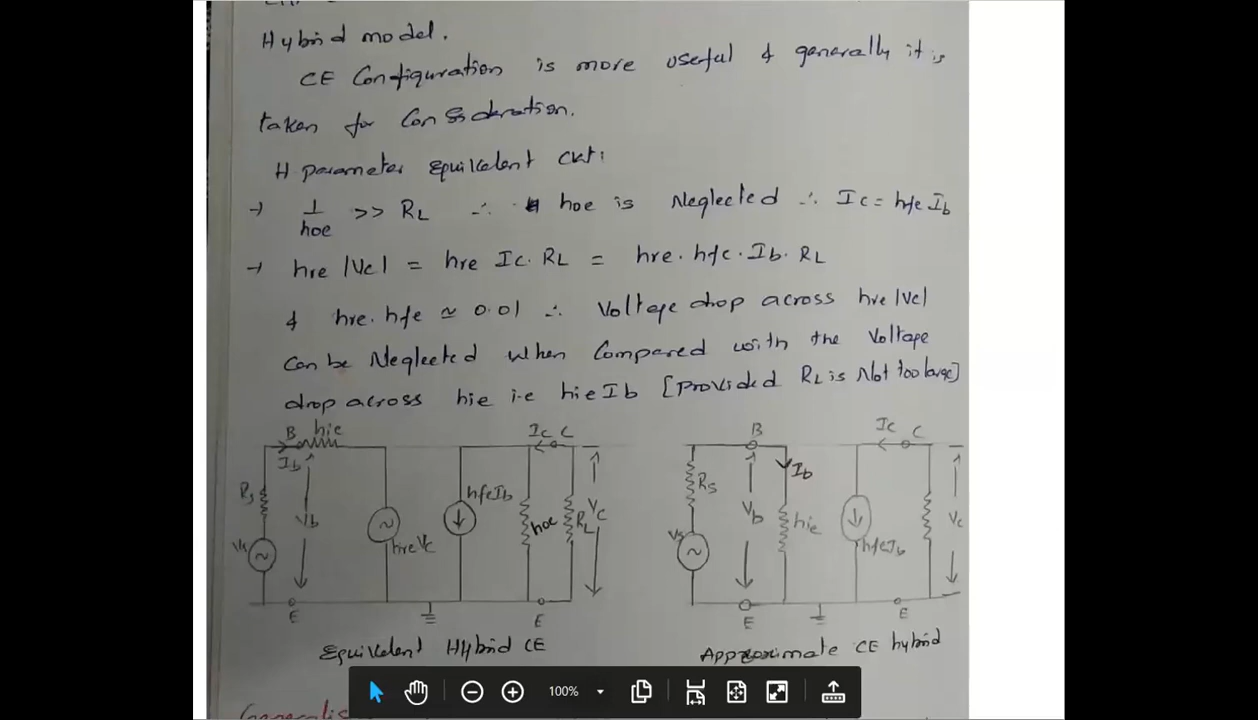 Hybrid model.
CE Configuration is more useful & generally it is
taken for Consideration.
H parameter Equivalent Ckt:
→ 1/hoe >> RL ∴ hoe is Neglected ∴ Ic = hfe Ib
→ hre |Vc| = hre Ic. RL = hre. hfe. Ib. RL
& hre. hfe ≃ 0.01 ∴ Voltage drop across hre |Vc|
Can be Neglected when Compared with the Voltage
drop across hie i.e hie Ib [Provided RL is Not too large]
B hie Ic C
Ib
Rs Vb hfeIb hoe RL Vc
Vs hreVc
E E
Equivalent Hybrid CE
B Ic C
Rs Ib
Vb hie Vc
Vs hfeIb
E E
Approximate CE hybrid
100%